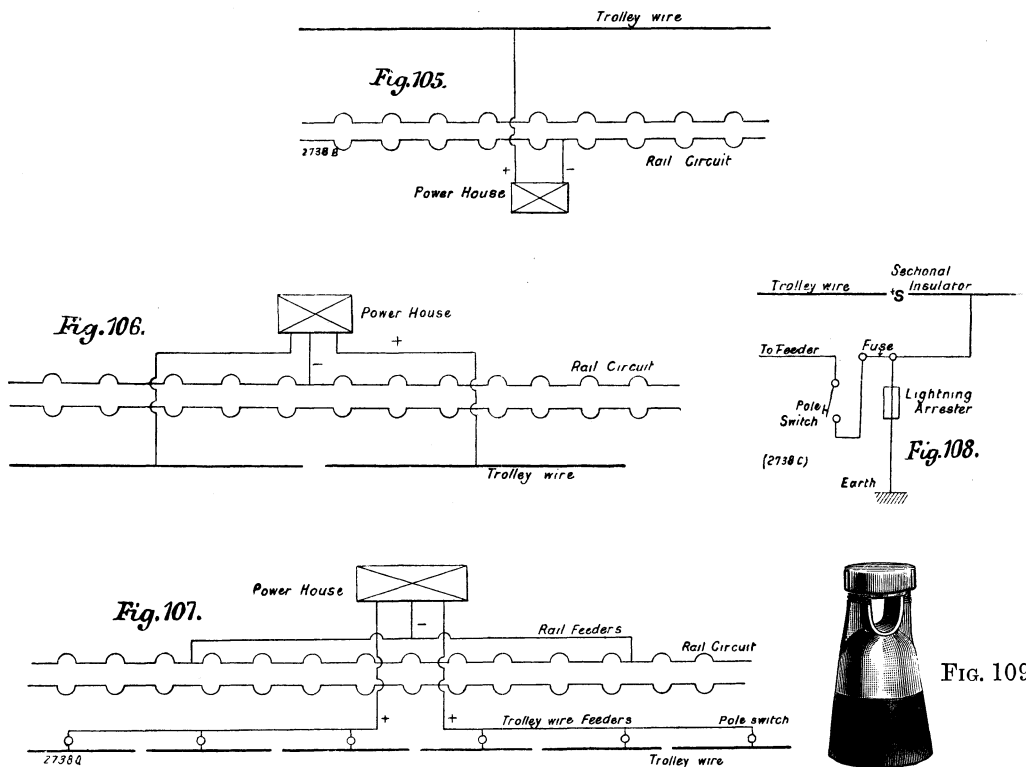 Trolley wire
Fig. 105.
2738 B
Rail Circuit
+
-
Power House
Sectional
Insulator
Trolley wire
+S
Power House
Fig. 106.
+
-
Rail Circuit
To Feeder
Fuse
Pole
Switch
Lightning
Arrester
Fig. 108.
(2738 C)
Trolley wire
Earth
Power House
Fig. 107.
-
Rail Feeders
Rail Circuit
FIG. 109
+
+
Trolley wire Feeders
Pole switch
2738 A
Trolley wire